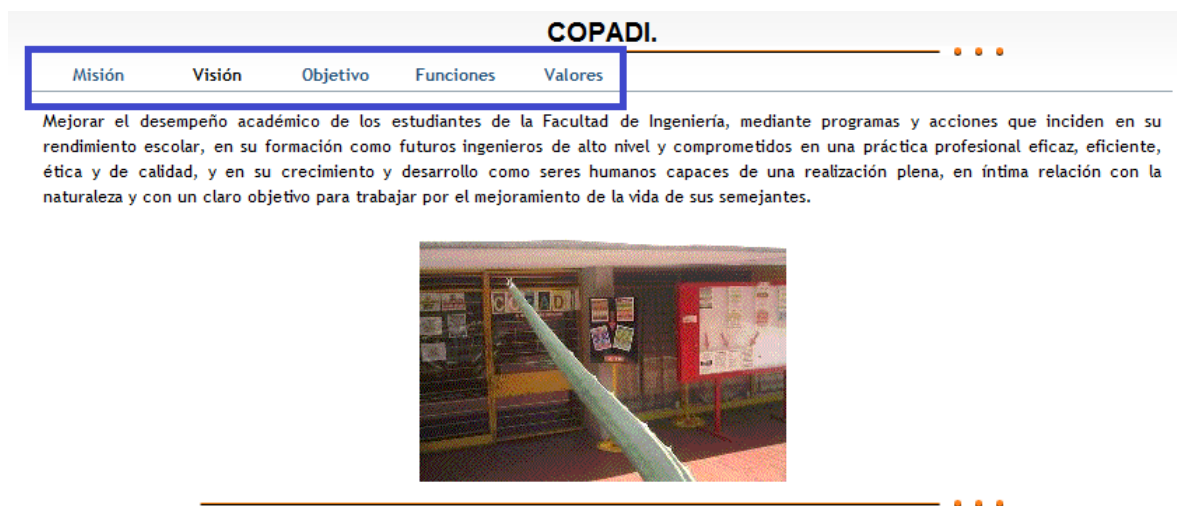 COPADI.
Misión Visión Objetivo Funciones Valores
Mejorar el desempeño académico de los estudiantes de la Facultad de Ingeniería, mediante programas y acciones que inciden en su
rendimiento escolar, en su formación como futuros ingenieros de alto nivel y comprometidos en una práctica profesional eficaz, eficiente,
ética y de calidad, y en su crecimiento y desarrollo como seres humanos capaces de una realización plena, en íntima relación con la
naturaleza y con un claro objetivo para trabajar por el mejoramiento de la vida de sus semejantes.
COPADI